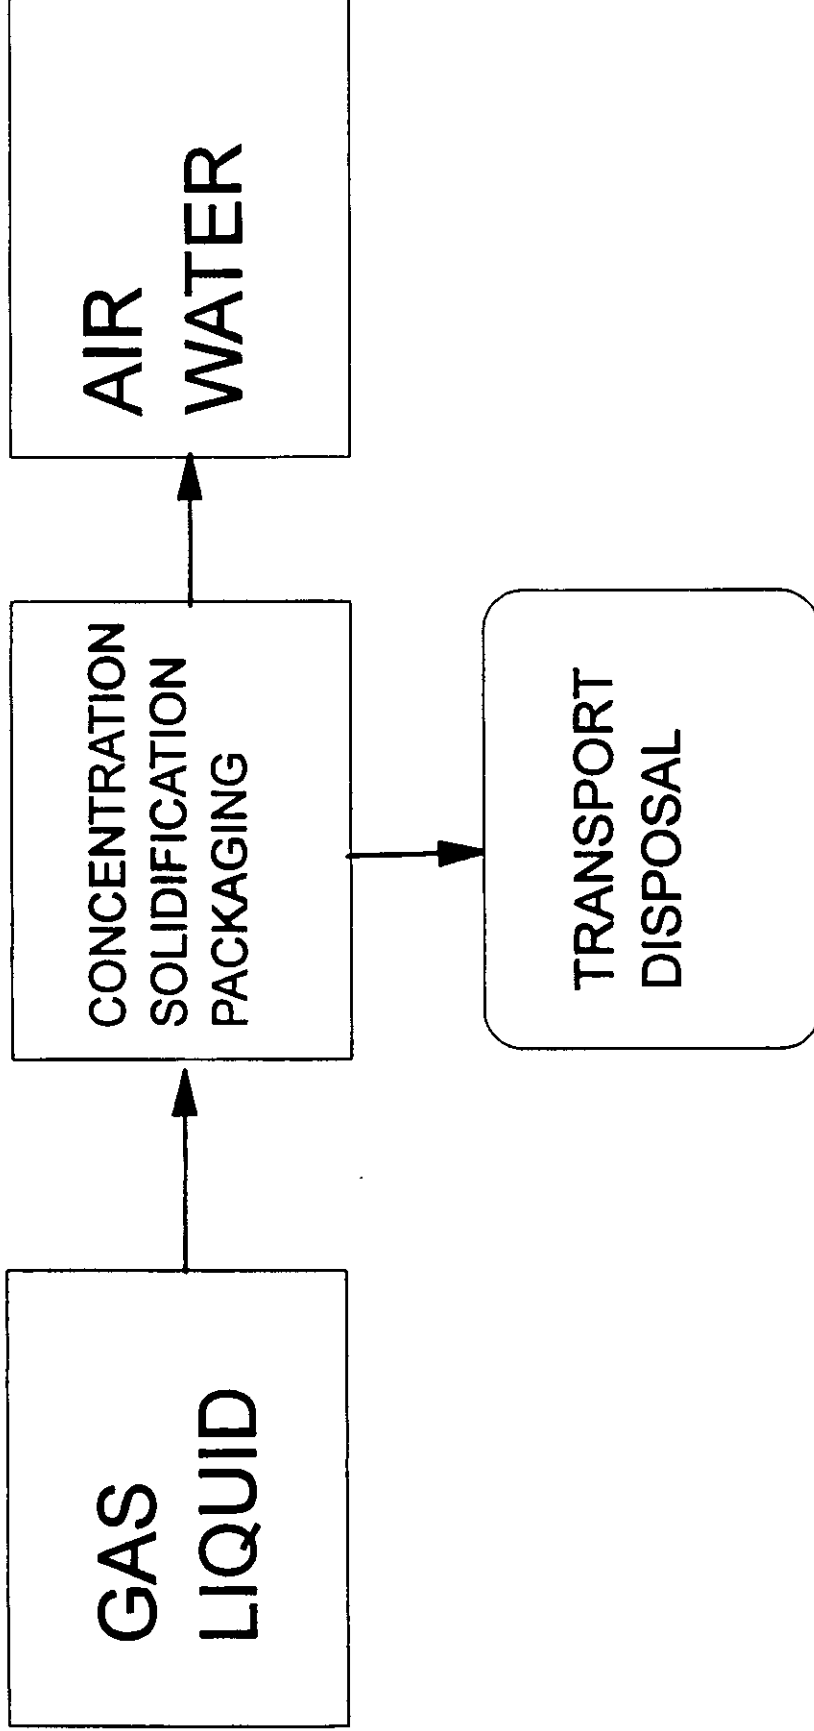 GAS
LIQUID
CONCENTRATION
SOLIDIFICATION
PACKAGING
AIR
WATER
TRANSPORT
DISPOSAL